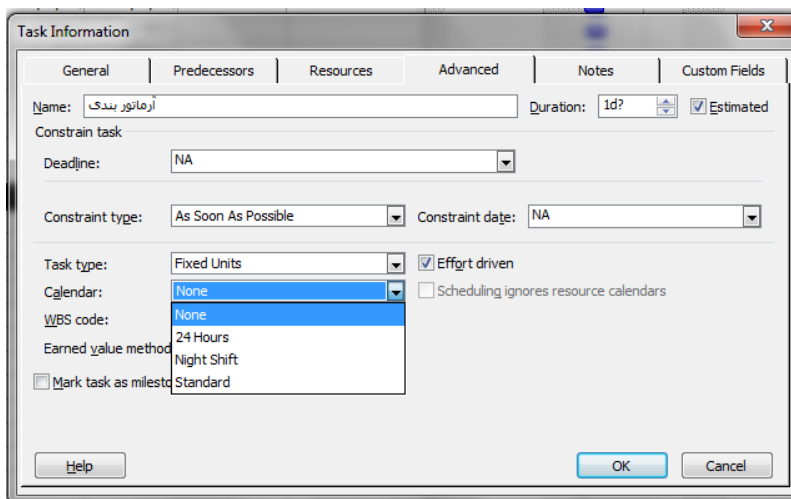 Task Information
General Predecessors Resources Advanced Notes Custom Fields
Name: آرماتور بندی Duration: 1d? Estimated
Constrain task
Deadline: NA
Constraint type: As Soon As Possible Constraint date: NA
Task type: Fixed Units Effort driven
Calendar: None Scheduling ignores resource calendars
WBS code: None
24 Hours
Earned value method Night Shift
Mark task as milesto Standard
Help OK Cancel